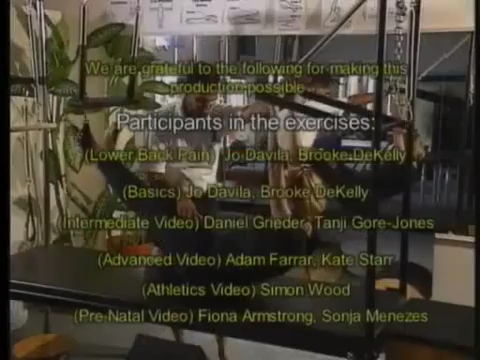 We are grateful to the following for making this
production possible
Participants in the exercises:
(Lower Back Pain) Jo Davila, Brooke DeKelly
(Basics) Jo Davila, Brooke DeKelly
(Intermediate Video) Daniel Grieder, Tanji Gore-Jones
(Advanced Video) Adam Farrar, Kate Starr
(Athletics Video) Simon Wood
(Pre-Natal Video) Fiona Armstrong, Sonja Menezes